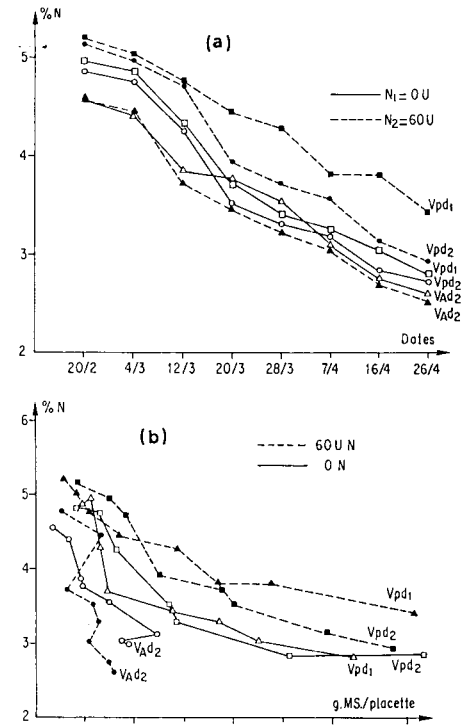 % N
(a)
N₁ = 0 U
N₂ = 60 U
5
4
3
2
Vpd₁
Vpd₂
Vpd₁
Vpd₂
VAd₂
VAd₂
Dates
20/2 4/3 12/3 20/3 28/3 7/4 16/4 26/4
% N
(b)
60 U N
0 N
6
5
4
3
2
Vpd₁
Vpd₂
VAd₂
Vpd₁ Vpd₂
VAd₂
g.MS./placette